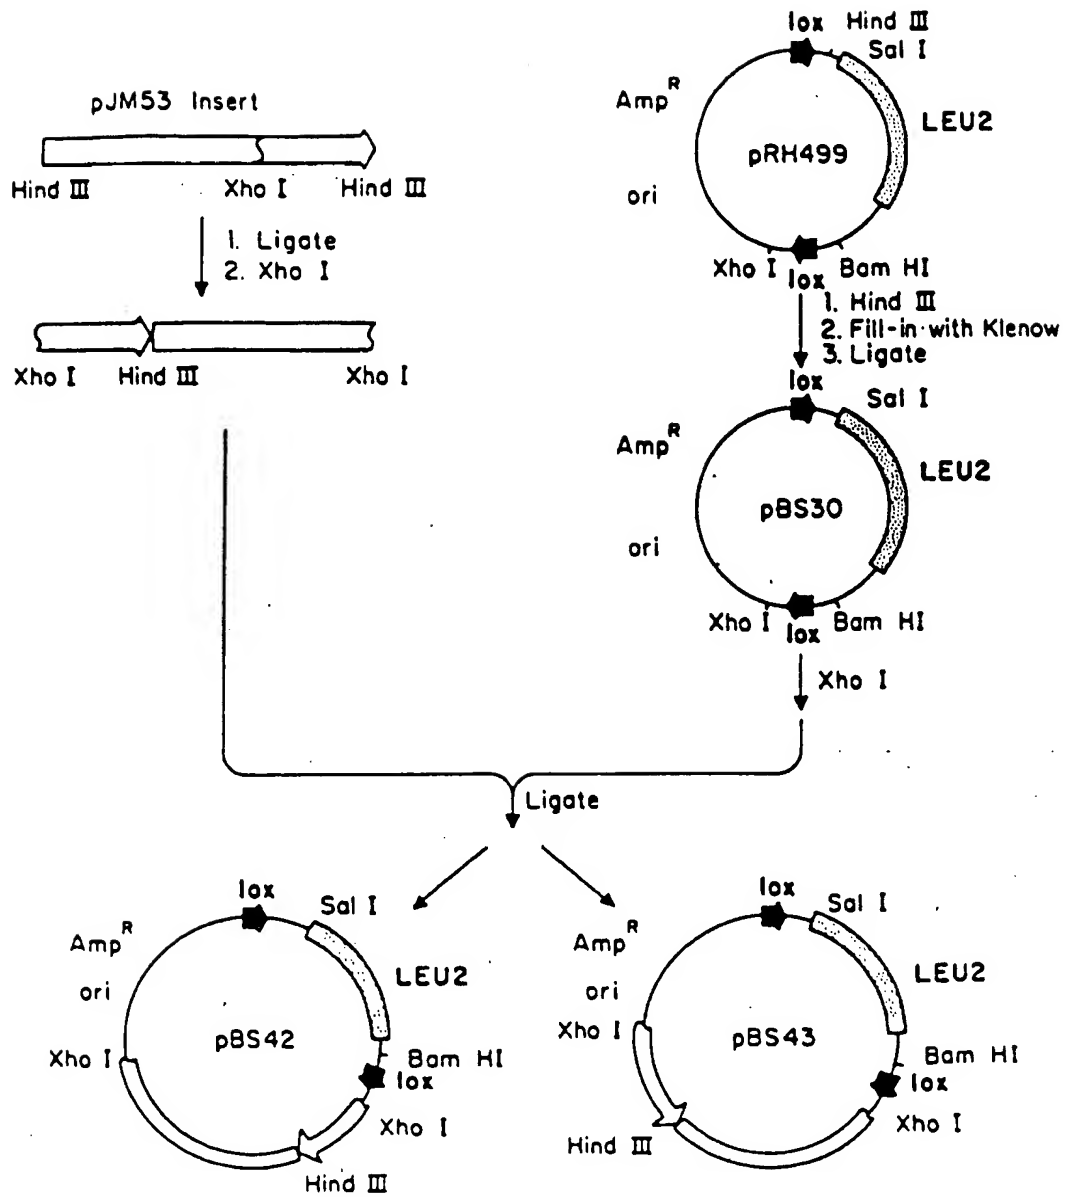 pJM53 Insert
Hind III
Xho I
Hind III
1. Ligate
2. Xho I
Xho I
Hind III
Xho I
lox
Hind III
Sal I
Amp^R
LEU2
pRH499
ori
Xho I
lox
Bam HI
1. Hind III
2. Fill-in with Klenow
3. Ligate
lox
Sal I
Amp^R
LEU2
pBS30
ori
Xho I
lox
Bam HI
Xho I
Ligate
lox
Sal I
Amp^R
LEU2
ori
pBS42
Xho I
Bam HI
lox
Xho I
Hind III
lox
Sal I
Amp^R
LEU2
ori
Xho I
pBS43
Bam HI
lox
Xho I
Hind III